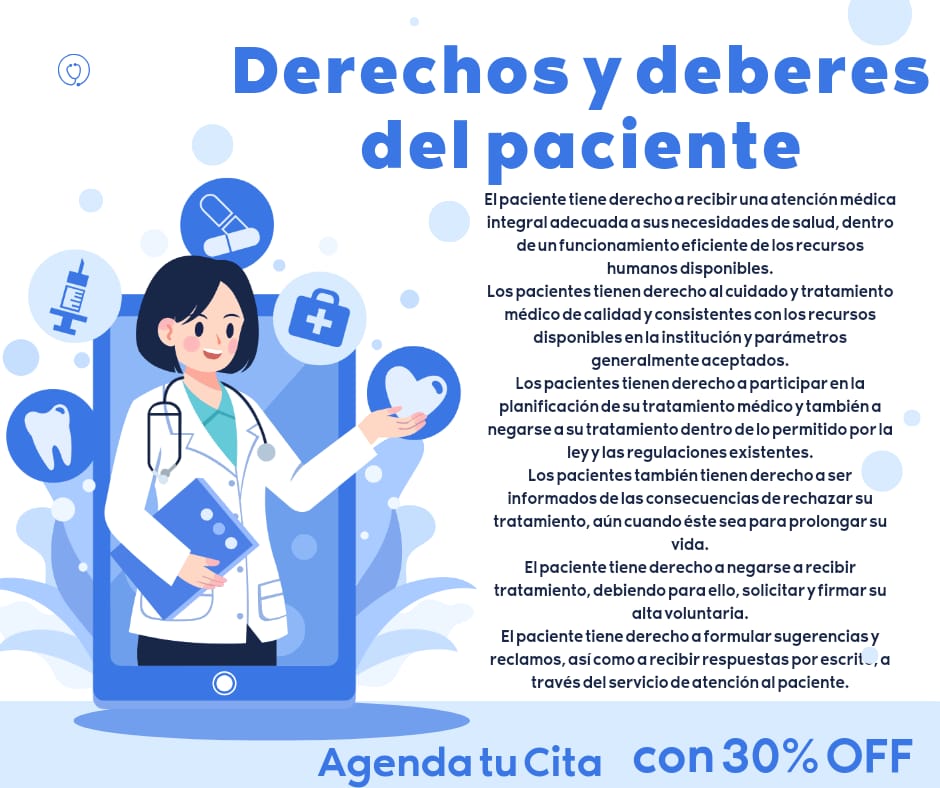 Derechos y deberes
del paciente
El paciente tiene derecho a recibir una atención médica
integral adecuada a sus necesidades de salud, dentro
de un funcionamiento eficiente de los recursos
humanos disponibles.
Los pacientes tienen derecho al cuidado y tratamiento
médico de calidad y consistentes con los recursos
disponibles en la institución y parámetros
generalmente aceptados.
Los pacientes tienen derecho a participar en la
planificación de su tratamiento médico y también a
negarse a su tratamiento dentro de lo permitido por la
ley y las regulaciones existentes.
Los pacientes también tienen derecho a ser
informados de las consecuencias de rechazar su
tratamiento, aún cuando éste sea para prolongar su
vida.
El paciente tiene derecho a negarse a recibir
tratamiento, debiendo para ello, solicitar y firmar su
alta voluntaria.
El paciente tiene derecho a formular sugerencias y
reclamos, así como a recibir respuestas por escrito, a
través del servicio de atención al paciente.
Agenda tu Cita con 30% OFF